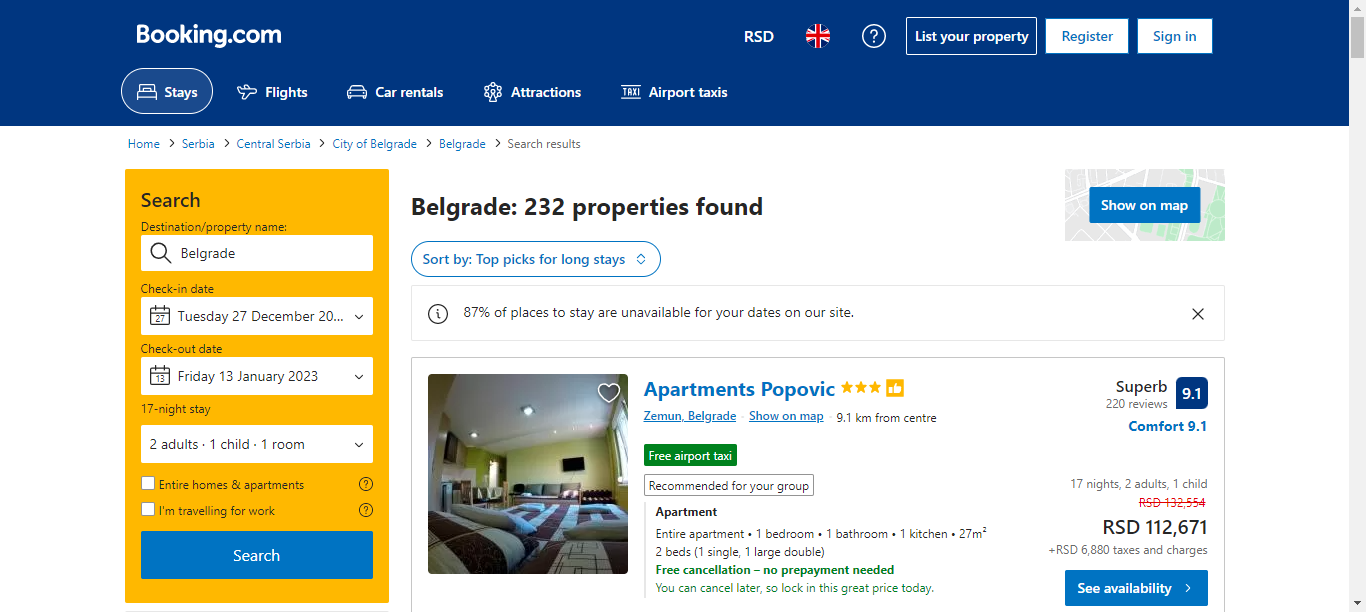 Booking.com
RSD
List your property
Register
Sign in
Stays
Flights
Car rentals
Attractions
TAXI
Airport taxis
Home > Serbia > Central Serbia > City of Belgrade > Belgrade > Search results
Search
Destination/property name:
Belgrade
Check-in date
27
Tuesday 27 December 20...
Check-out date
13
Friday 13 January 2023
17-night stay
2 adults · 1 child · 1 room
Entire homes & apartments
I'm travelling for work
Search
Belgrade: 232 properties found
Show on map
Sort by: Top picks for long stays
87% of places to stay are unavailable for your dates on our site.
Apartments Popovic
Zemun, Belgrade · Show on map · 9.1 km from centre
Superb
220 reviews
9.1
Comfort 9.1
Free airport taxi
Recommended for your group
Apartment
Entire apartment • 1 bedroom • 1 bathroom • 1 kitchen • 27m²
2 beds (1 single, 1 large double)
Free cancellation – no prepayment needed
You can cancel later, so lock in this great price today.
17 nights, 2 adults, 1 child
RSD 132,554
RSD 112,671
+RSD 6,880 taxes and charges
See availability